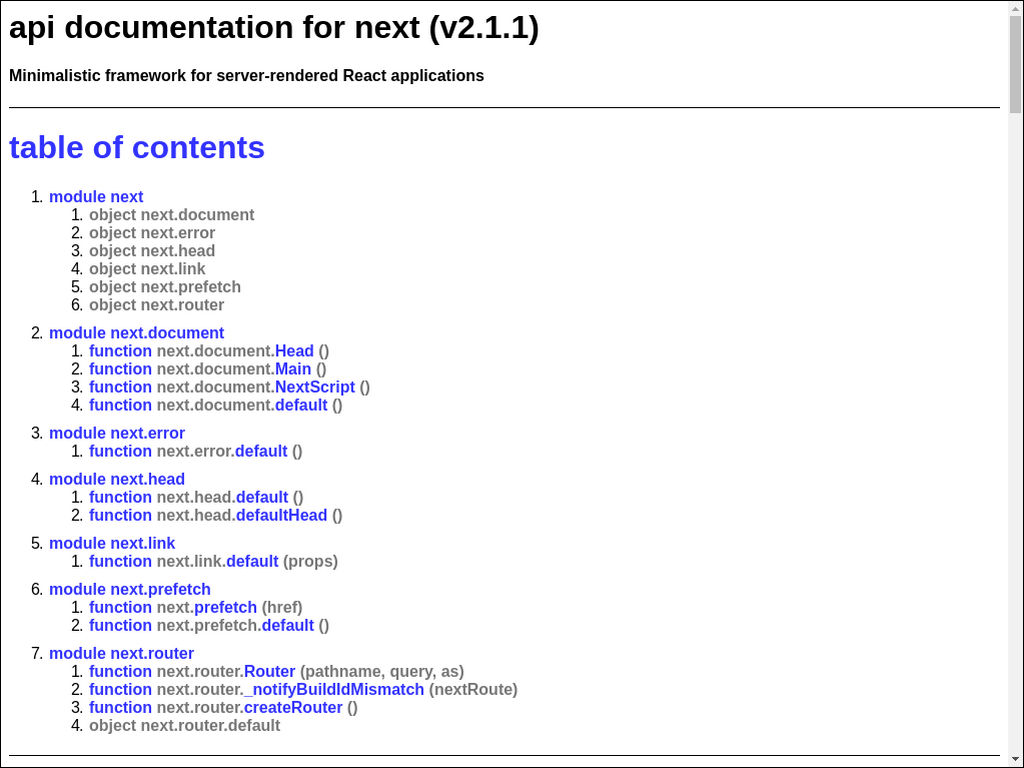 api documentation for next (v2.1.1)
Minimalistic framework for server-rendered React applications
table of contents
1. module next
1. object next.document
2. object next.error
3. object next.head
4. object next.link
5. object next.prefetch
6. object next.router
2. module next.document
1. function next.document.Head ()
2. function next.document.Main ()
3. function next.document.NextScript ()
4. function next.document.default ()
3. module next.error
1. function next.error.default ()
4. module next.head
1. function next.head.default ()
2. function next.head.defaultHead ()
5. module next.link
1. function next.link.default (props)
6. module next.prefetch
1. function next.prefetch (href)
2. function next.prefetch.default ()
7. module next.router
1. function next.router.Router (pathname, query, as)
2. function next.router._notifyBuildIdMismatch (nextRoute)
3. function next.router.createRouter ()
4. object next.router.default